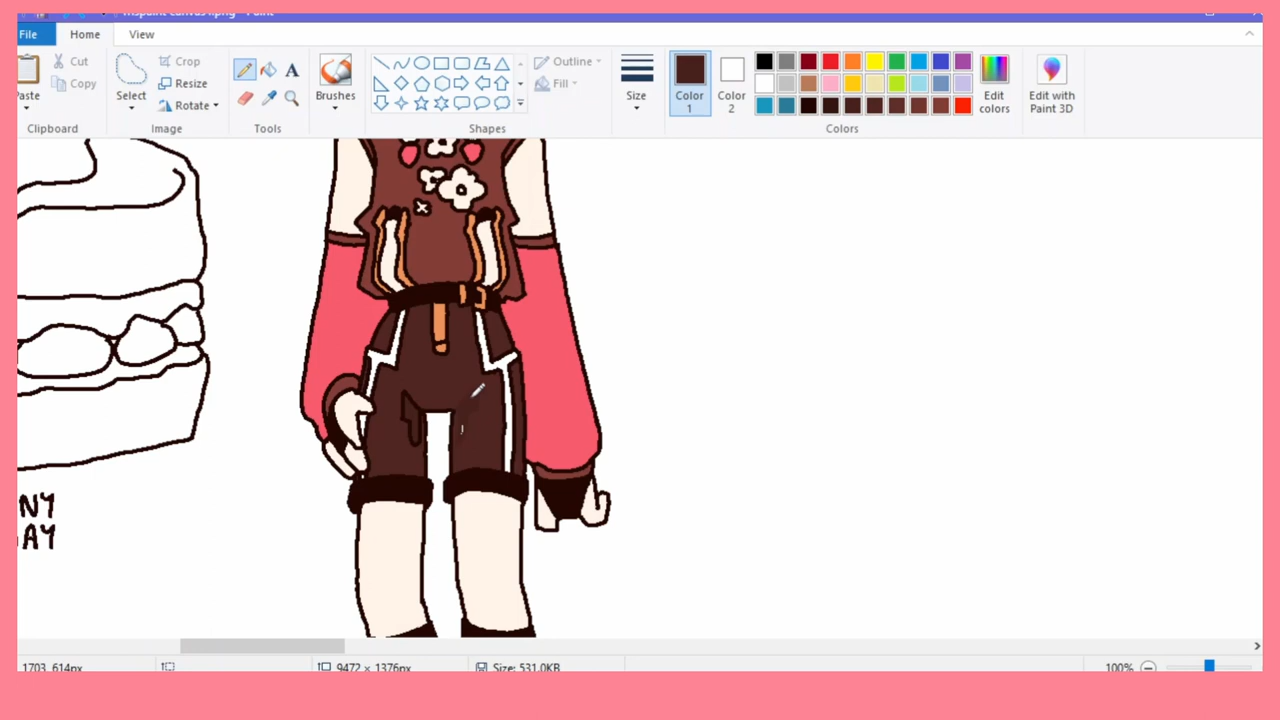 File Home View
Paste Cut Copy
Select Crop Resize Rotate
A
Brushes
Outline
Fill
Size
Color 1
Color 2
Edit colors
Edit with Paint 3D
Clipboard Image Tools Shapes Colors
NY
AY
1703, 614px 9472 × 1376px Size: 531.0KB 100%